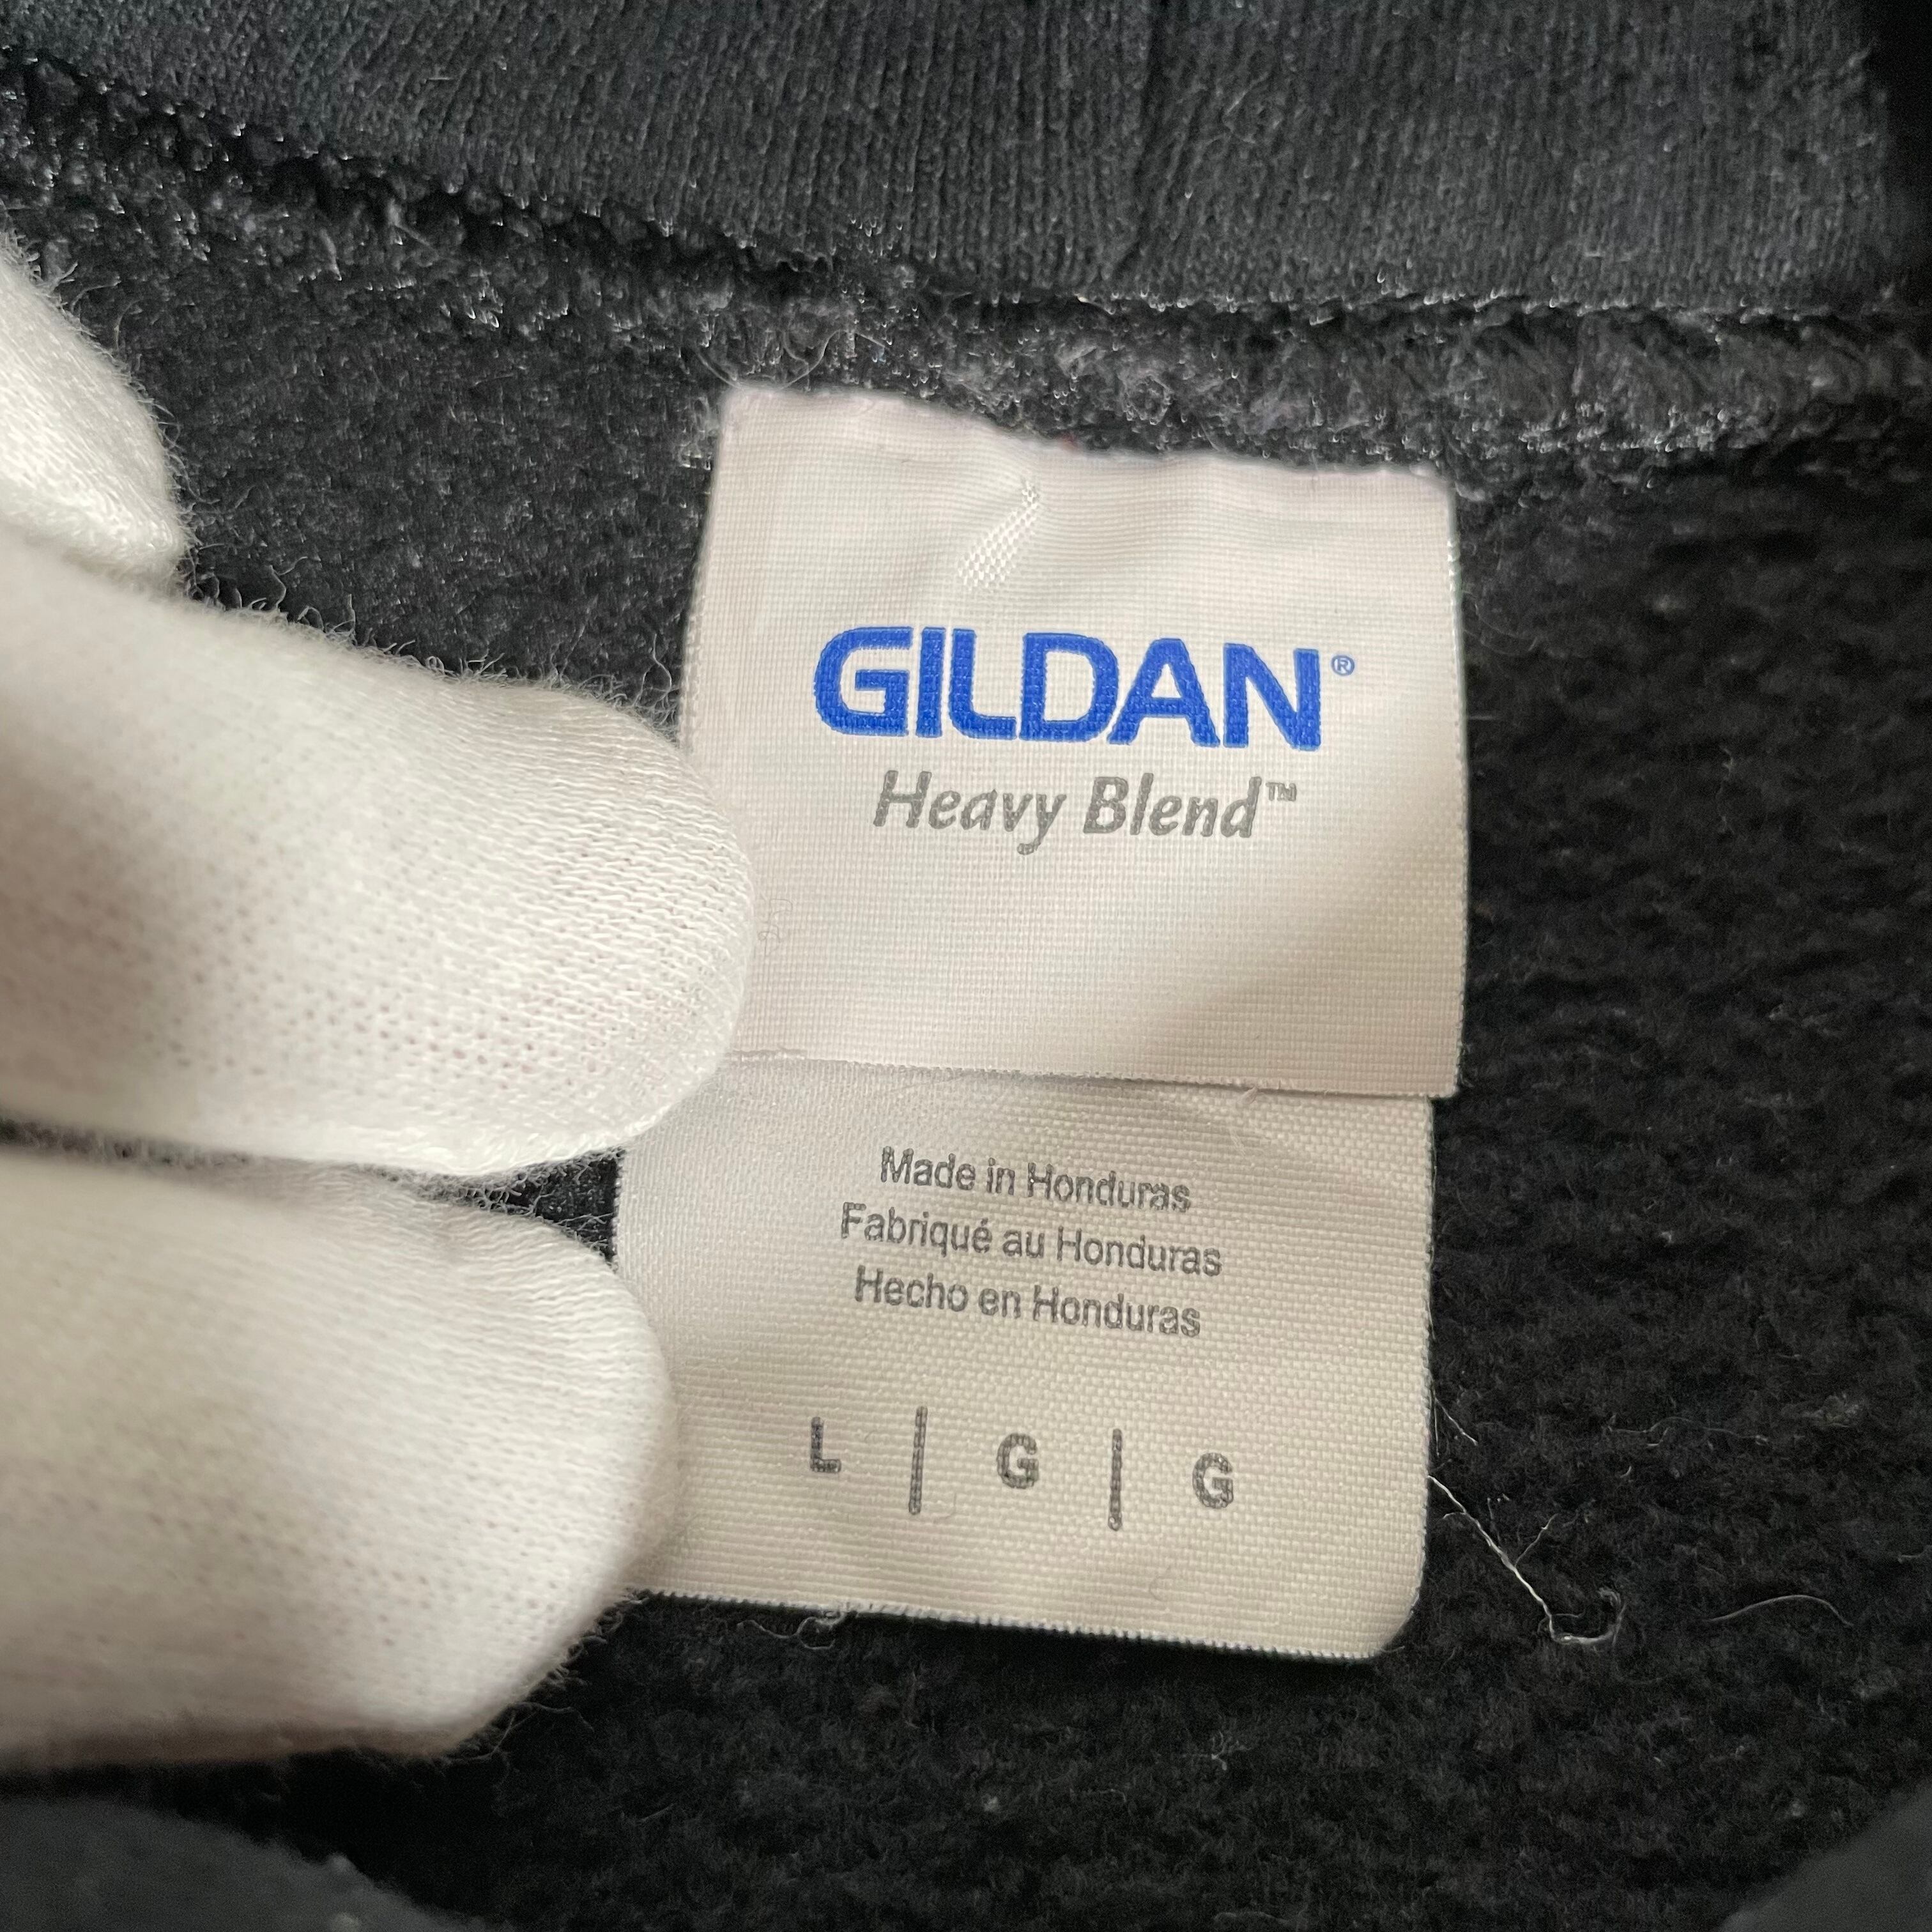 GILDAN®
Heavy Blend™
Made in Honduras
Fabriqué au Honduras
Hecho en Honduras
L | G | G